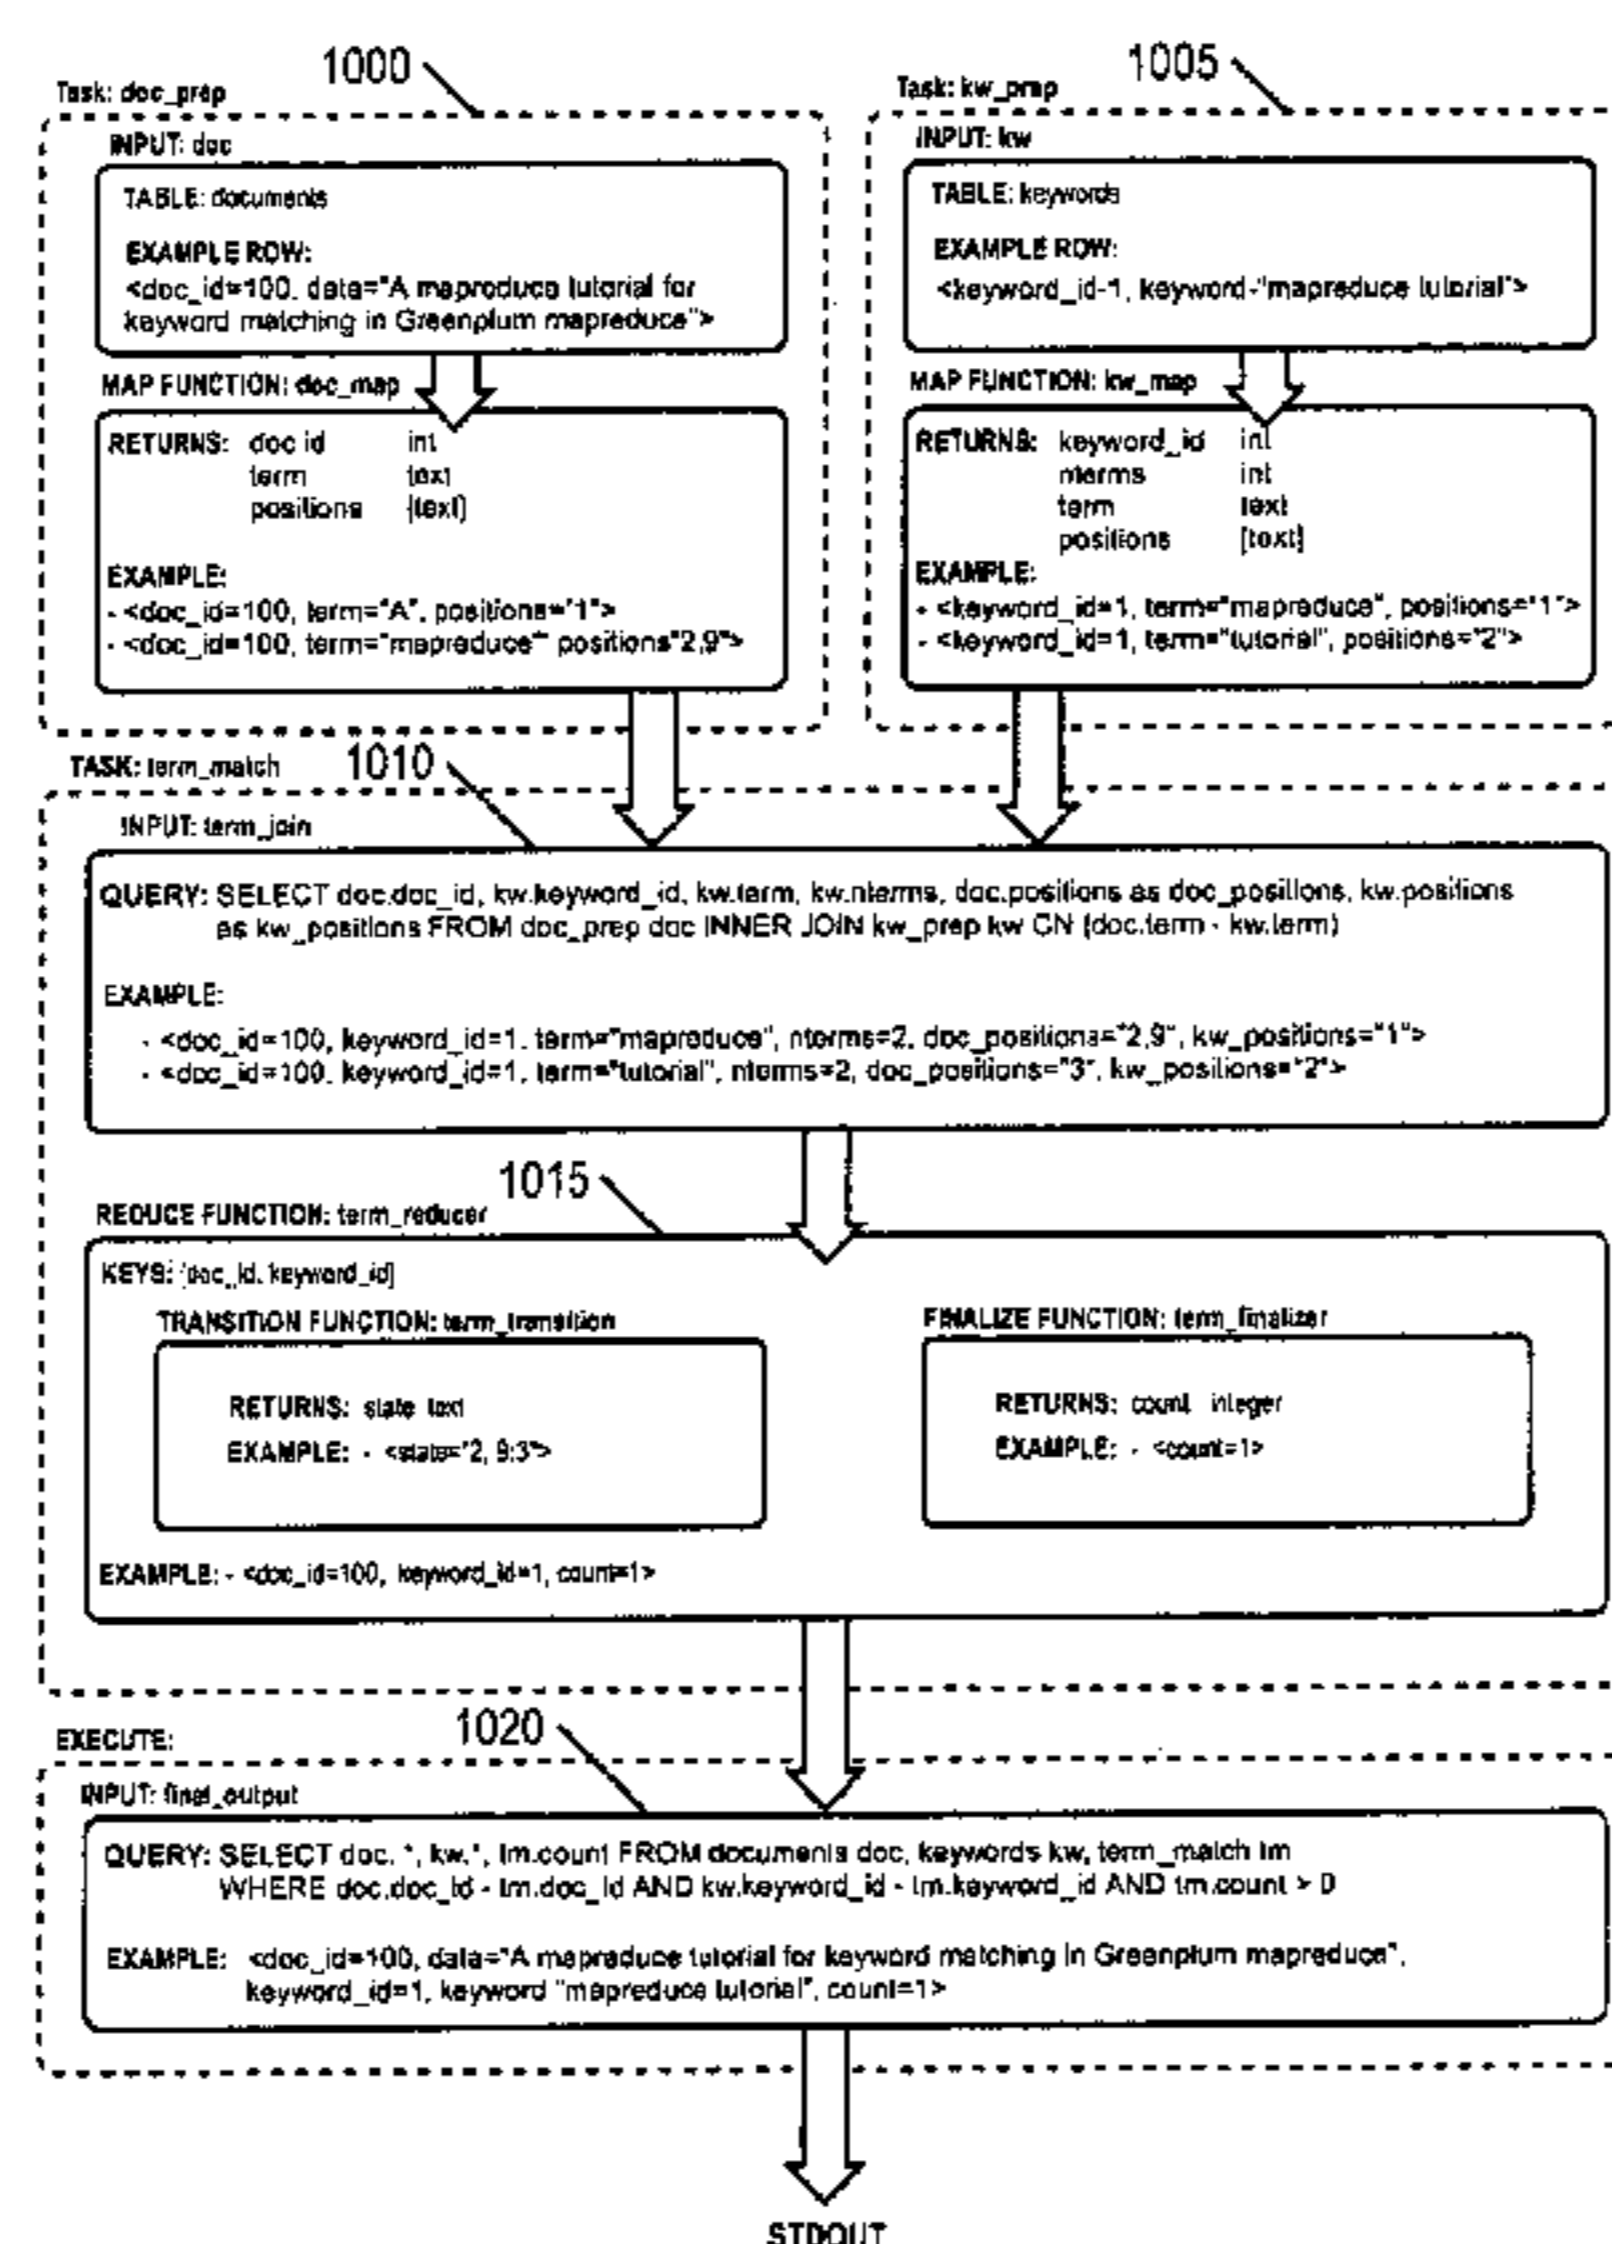 1000
Task: doc_prep
INPUT: doc
TABLE: documents
EXAMPLE ROW:
<doc_id=100. data="A mapreduce tutorial for
keyword matching in Greenplum mapreduce">
MAP FUNCTION: doc_map
RETURNS: doc id int
term text
positions [text]
EXAMPLE:
- <doc_id=100, term="A", positions="1">
- <doc_id=100, term="mapreduce" positions"2,9">
1005
Task: kw_prep
INPUT: kw
TABLE: keywords
EXAMPLE ROW:
<keyword_id-1, keyword-"mapreduce tutorial">
MAP FUNCTION: kw_map
RETURNS: keyword_id int
nterms int
term text
positions [text]
EXAMPLE:
- <keyword_id=1, term="mapreduce", positions="1">
- <keyword_id=1, term="tutorial", positions="2">
TASK: term_match
1010
INPUT: term_join
QUERY: SELECT doc.doc_id, kw.keyword_id, kw.term, kw.nterms, doc.positions as doc_positions, kw.positions
as kw_positions FROM doc_prep doc INNER JOIN kw_prep kw ON (doc.term - kw.term)
EXAMPLE:
- <doc_id=100, keyword_id=1. term="mapreduce", nterms=2. doc_positions="2,9", kw_positions="1">
- <doc_id=100. keyword_id=1, term="tutorial", nterms=2, doc_positions="3", kw_positions="2">
1015
REDUCE FUNCTION: term_reducer
KEYS: [doc_id. keyword_id]
TRANSITION FUNCTION: term_transition
RETURNS: state text
EXAMPLE: - <state="2, 9:3">
FINALIZE FUNCTION: term_finalizer
RETURNS: count integer
EXAMPLE: - <count=1>
EXAMPLE: - <doc_id=100, keyword_id=1, count=1>
EXECUTE:
1020
INPUT: final_output
QUERY: SELECT doc. *, kw.*, tm.count FROM documents doc, keywords kw, term_match tm
WHERE doc.doc_id - tm.doc_id AND kw.keyword_id - tm.keyword_id AND tm.count > 0
EXAMPLE: <doc_id=100, data="A mapreduce tutorial for keyword matching in Greenplum mapreduce",
keyword_id=1, keyword "mapreduce tutorial", count=1>
STDOUT